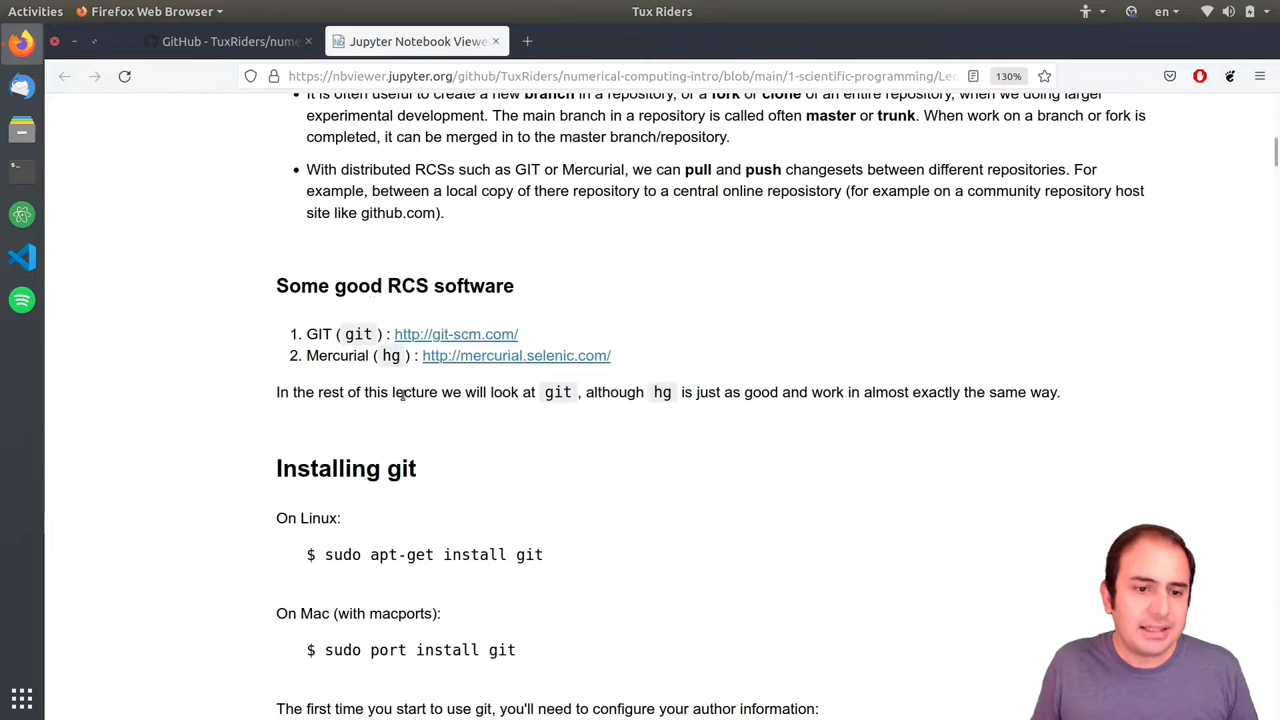 Activities Firefox Web Browser Tux Riders en
GitHub - TuxRiders/nume
Jupyter Notebook Viewe
https://nbviewer.jupyter.org/github/TuxRiders/numerical-computing-intro/blob/main/1-scientific-programming/Lec 130%
It is often useful to create a new branch in a repository, or a fork or clone of an entire repository, when we doing larger
experimental development. The main branch in a repository is called often master or trunk. When work on a branch or fork is
completed, it can be merged in to the master branch/repository.
With distributed RCSs such as GIT or Mercurial, we can pull and push changesets between different repositories. For
example, between a local copy of there repository to a central online reposistory (for example on a community repository host
site like github.com).
Some good RCS software
1. GIT ( git ) : http://git-scm.com/
2. Mercurial ( hg ) : http://mercurial.selenic.com/
In the rest of this lecture we will look at git , although hg is just as good and work in almost exactly the same way.
Installing git
On Linux:
$ sudo apt-get install git
On Mac (with macports):
$ sudo port install git
The first time you start to use git, you'll need to configure your author information: